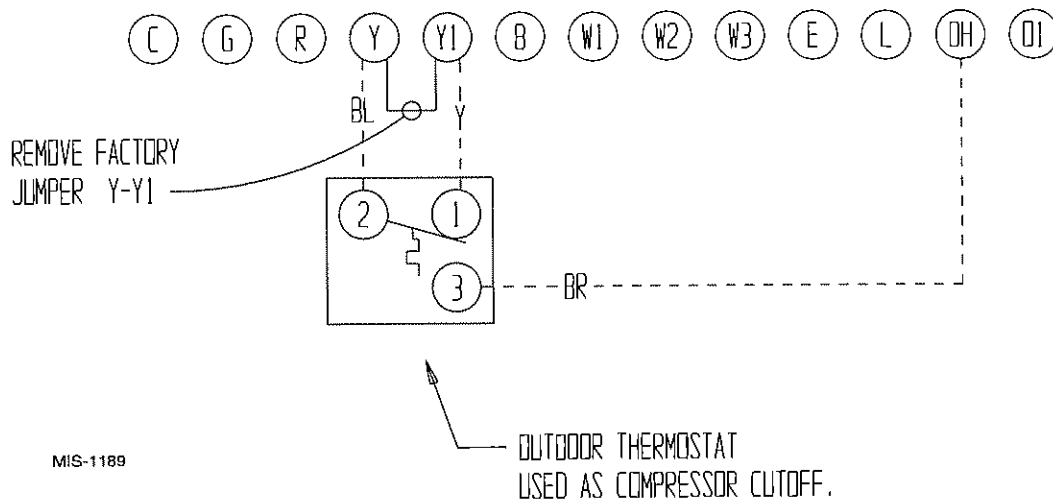 C G R Y Y1 B W1 W2 W3 E L OH O1
BL Y
REMOVE FACTORY
JUMPER Y-Y1
2 1
3 BR
OUTDOOR THERMOSTAT
USED AS COMPRESSOR CUTOFF.
MIS-1189